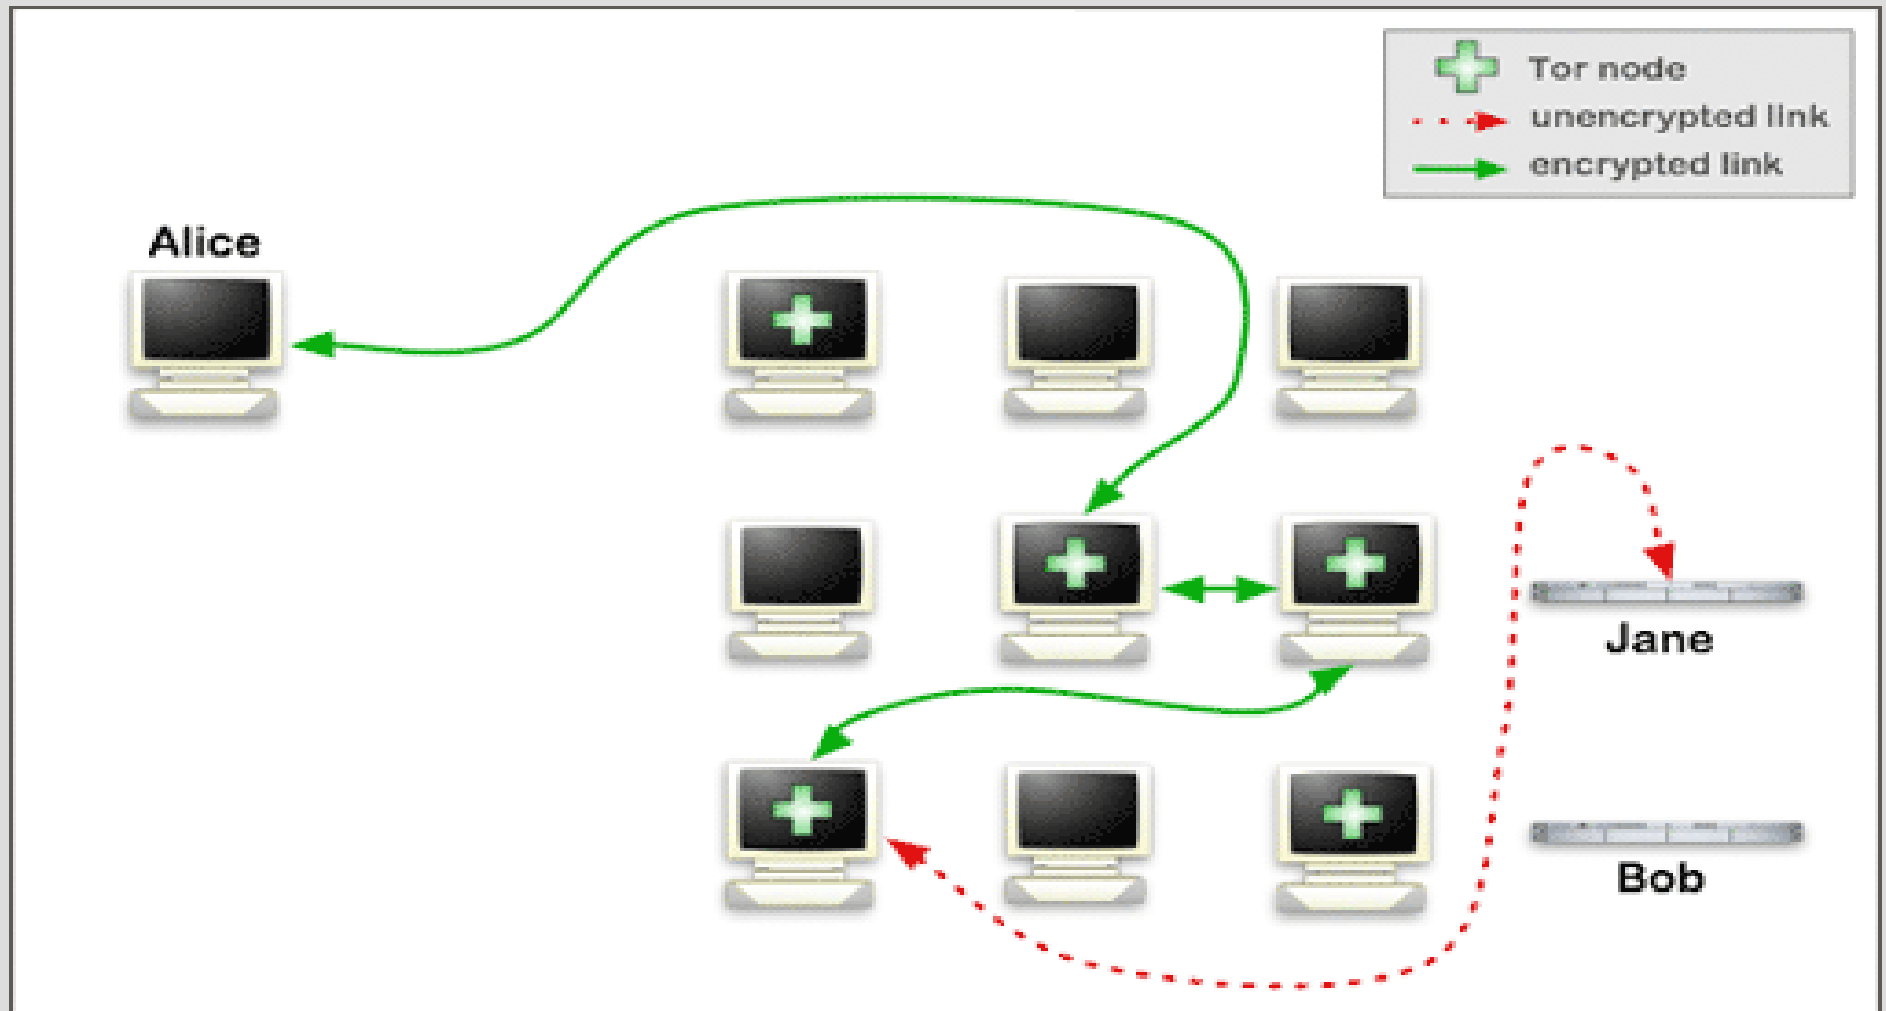 Tor node
unencrypted link
encrypted link
Alice
Jane
Bob